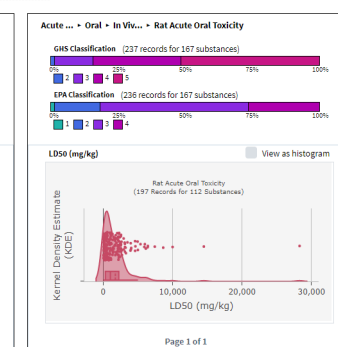 Acute ... ▸ Oral ▸ In Viv... ▸ Rat Acute Oral Toxicity
GHS Classification (237 records for 167 substances)
0% 25% 50% 75% 100%
2 3 4 5
EPA Classification (236 records for 167 substances)
0% 25% 50% 75% 100%
1 2 3 4
LD50 (mg/kg) View as histogram
Rat Acute Oral Toxicity
(197 Records for 112 Substances)
Kernel Density Estimate
(KDE)
0 10,000 20,000 30,000
LD50 (mg/kg)
Page 1 of 1